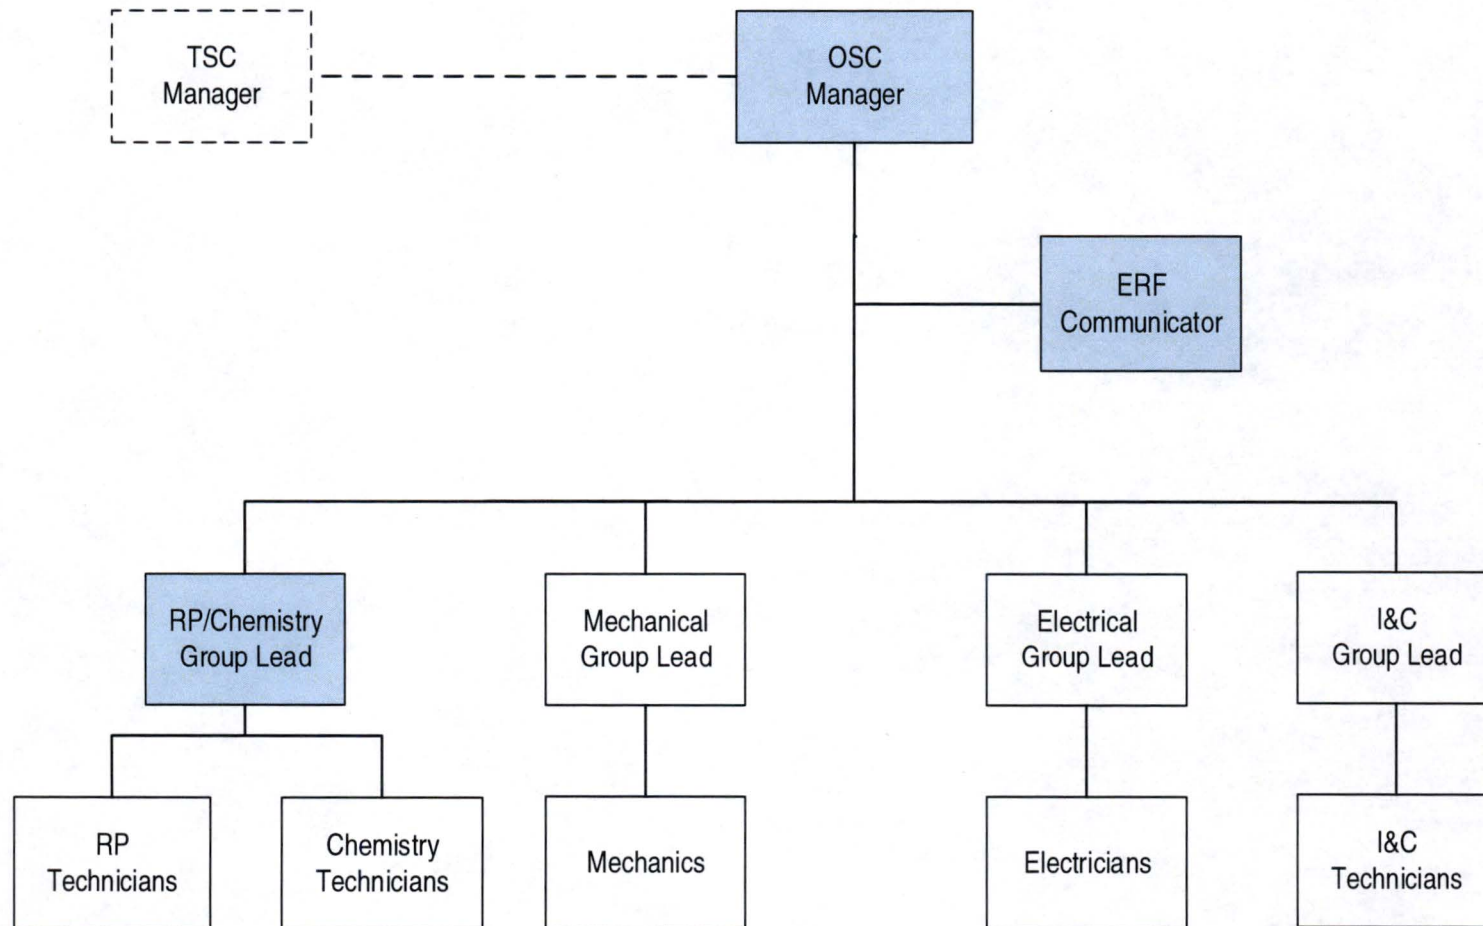 TSC
Manager
OSC
Manager
ERF
Communicator
RP/Chemistry
Group Lead
Mechanical
Group Lead
Electrical
Group Lead
I&C
Group Lead
RP
Technicians
Chemistry
Technicians
Mechanics
Electricians
I&C
Technicians